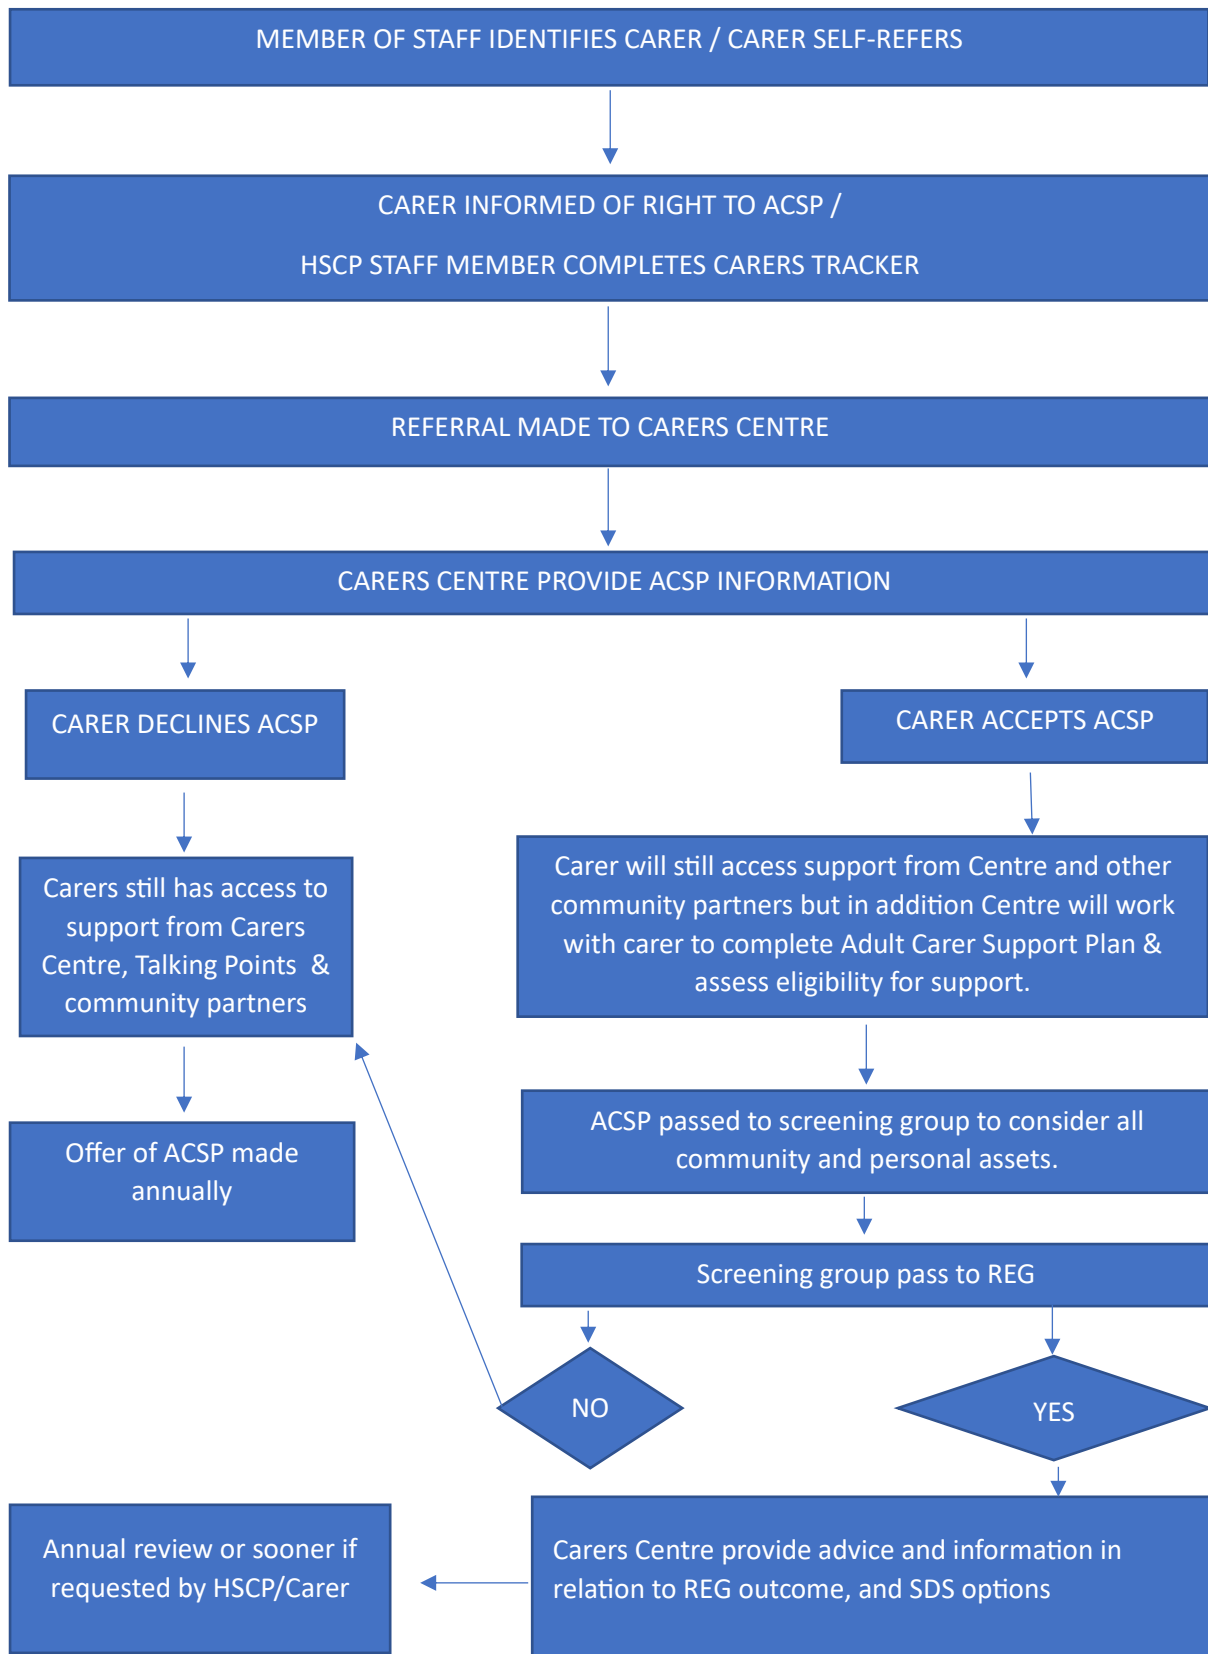 MEMBER OF STAFF IDENTIFIES CARER / CARER SELF-REFERS
CARER INFORMED OF RIGHT TO ACSP /
HSCP STAFF MEMBER COMPLETES CARERS TRACKER
REFERRAL MADE TO CARERS CENTRE
CARERS CENTRE PROVIDE ACSP INFORMATION
CARER DECLINES ACSP
CARER ACCEPTS ACSP
Carers still has access to
support from Carers
Centre, Talking Points &
community partners
Carer will still access support from Centre and other
community partners but in addition Centre will work
with carer to complete Adult Carer Support Plan &
assess eligibility for support.
Offer of ACSP made
annually
ACSP passed to screening group to consider all
community and personal assets.
Screening group pass to REG
NO
YES
Annual review or sooner if
requested by HSCP/Carer
Carers Centre provide advice and information in
relation to REG outcome, and SDS options